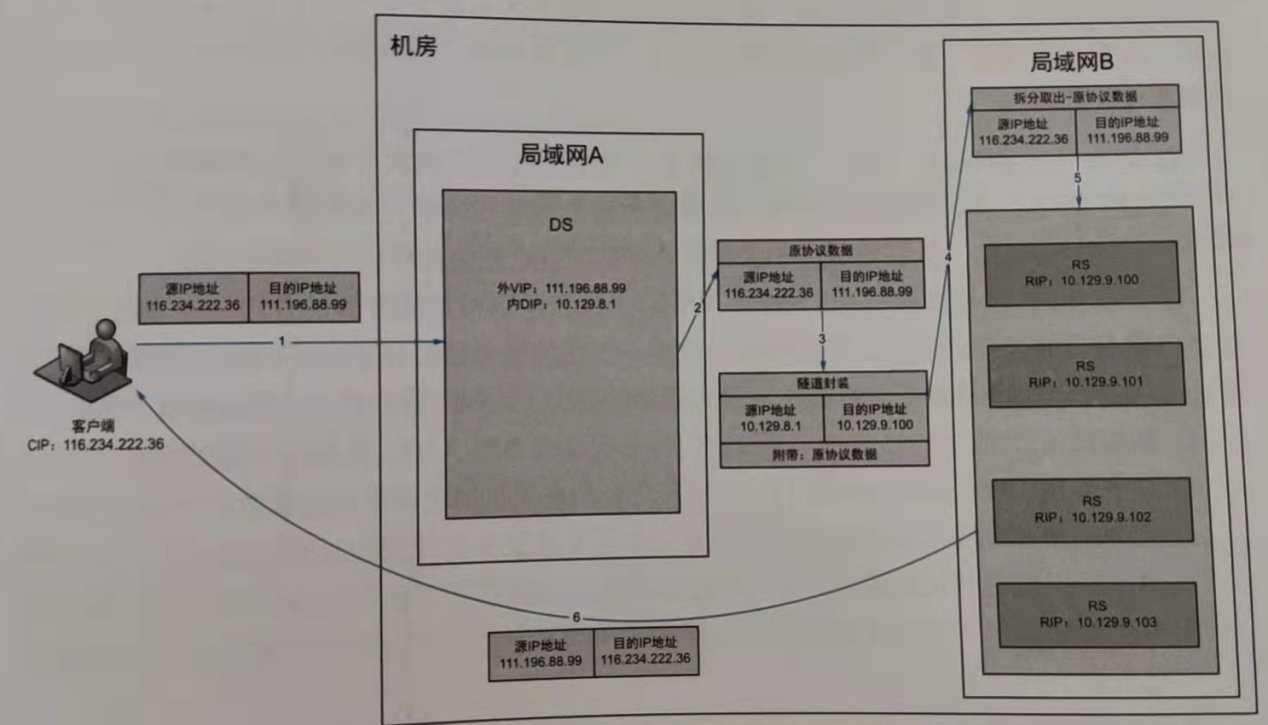 机房
局域网B
拆分取出-原协议数据
源IP地址
116.234.222.36
目的IP地址
111.196.88.99
局域网A
5
DS
外VIP：111.196.88.99
内DIP：10.129.8.1
原协议数据
源IP地址
116.234.222.36
目的IP地址
111.196.88.99
4
RS
RIP：10.129.9.100
源IP地址
116.234.222.36
目的IP地址
111.196.88.99
2
1
3
RS
RIP：10.129.9.101
隧道封装
源IP地址
10.129.8.1
目的IP地址
10.129.9.100
附带：原协议数据
客户端
CIP：116.234.222.36
RS
RIP：10.129.9.102
6
RS
RIP：10.129.9.103
源IP地址
111.196.88.99
目的IP地址
116.234.222.36